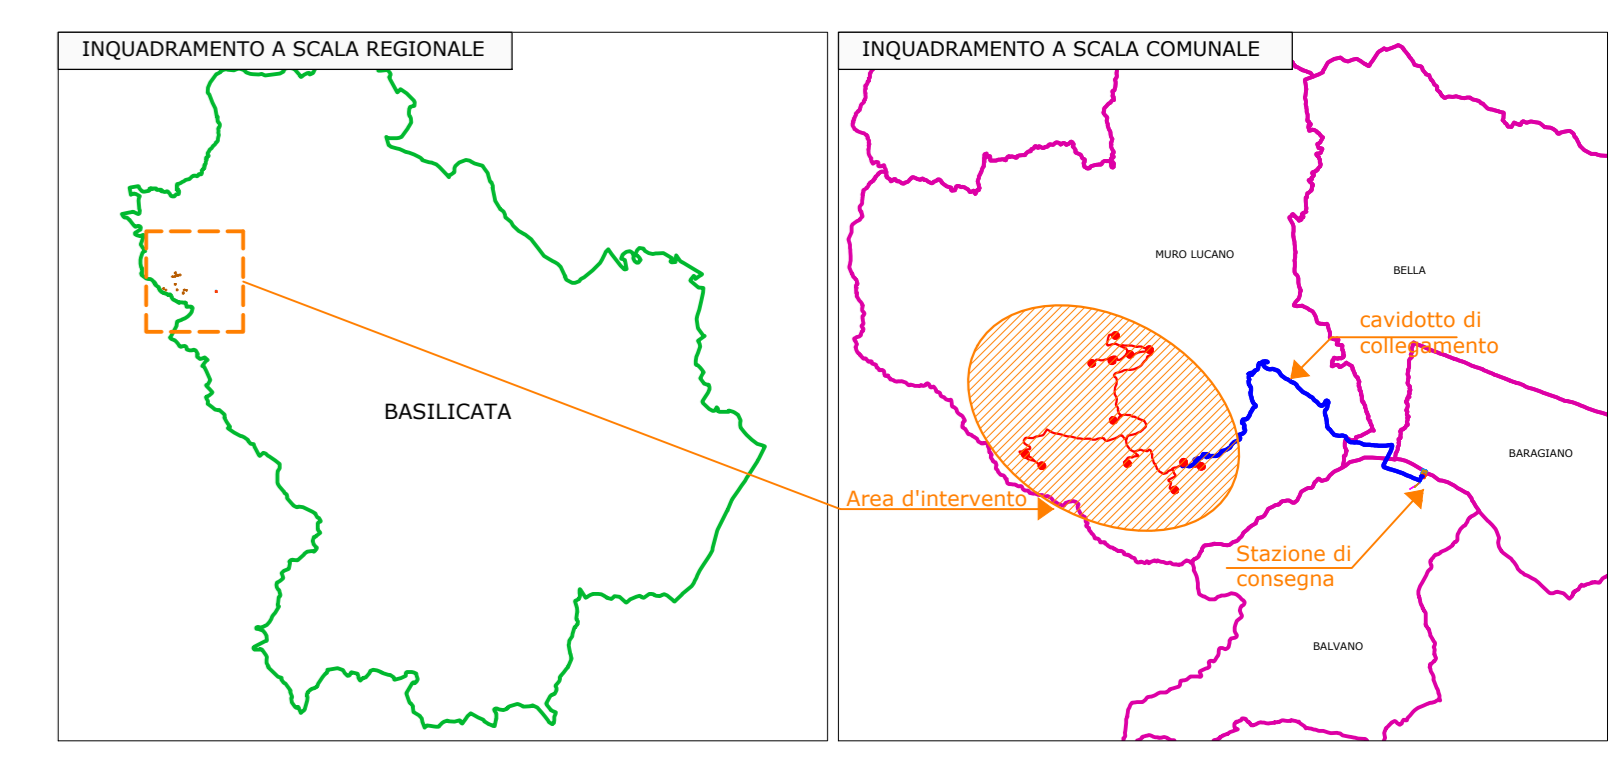 INQUADRAMENTO A SCALA REGIONALE
BASILICATA
INQUADRAMENTO A SCALA COMUNALE
MURO LUCANO
BELLA
cavidotto di
collegamento
BARAGIANO
Area d'intervento
Stazione di
consegna
BALVANO